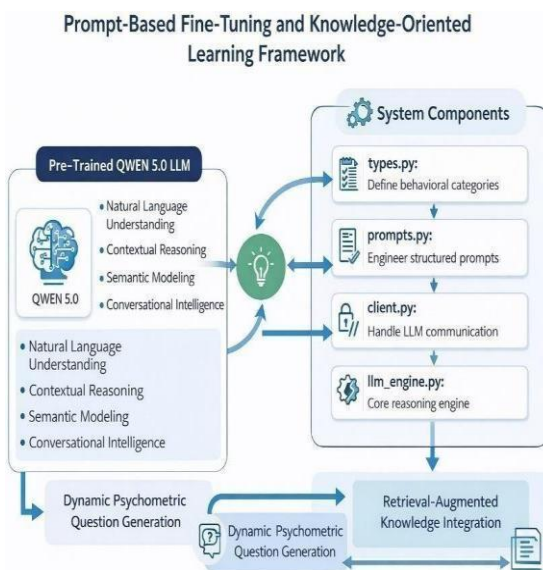 Prompt-Based Fine-Tuning and Knowledge-Oriented
Learning Framework
Pre-Trained QWEN 5.0 LLM
QWEN 5.0
• Natural Language
Understanding
• Contextual Reasoning
• Semantic Modeling
• Conversational Intelligence
• Natural Language
Understanding
• Contextual Reasoning
• Semantic Modeling
• Conversational Intelligence
System Components
types.py:
Define behavioral categories
prompts.py:
Engineer structured prompts
client.py:
Handle LLM communication
llm_engine.py:
Core reasoning engine
Dynamic Psychometric
Question Generation
?
Dynamic Psychometric
Question Generation
Retrieval-Augmented
Knowledge Integration